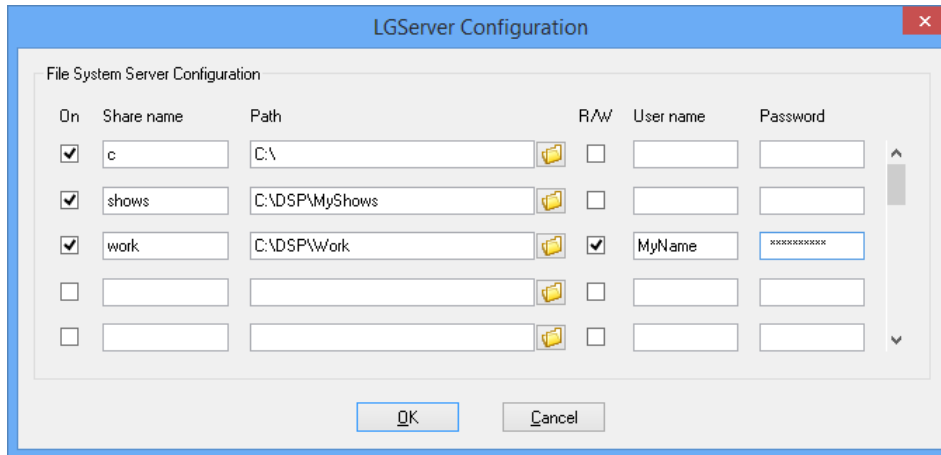 LGServer Configuration
File System Server Configuration
On Share name Path R/W User name Password
c C:\
shows C:\DSP\MyShows
work C:\DSP\Work MyName **********
OK Cancel